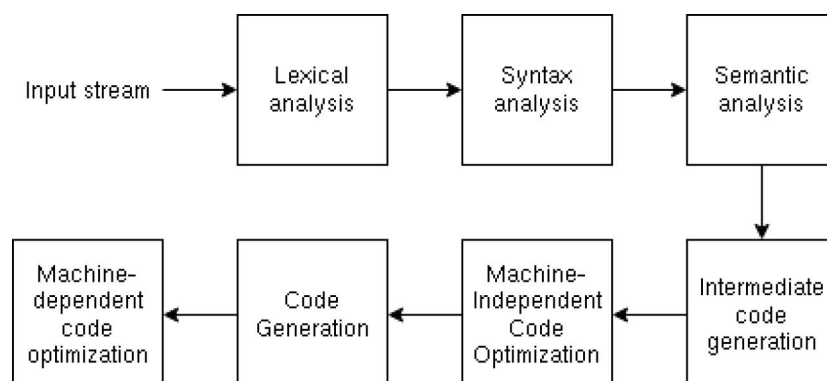 Input stream
Lexical
analysis
Syntax
analysis
Semantic
analysis
Intermediate
code
generation
Machine-
Independent
Code
Optimization
Code
Generation
Machine-
dependent
code
optimization